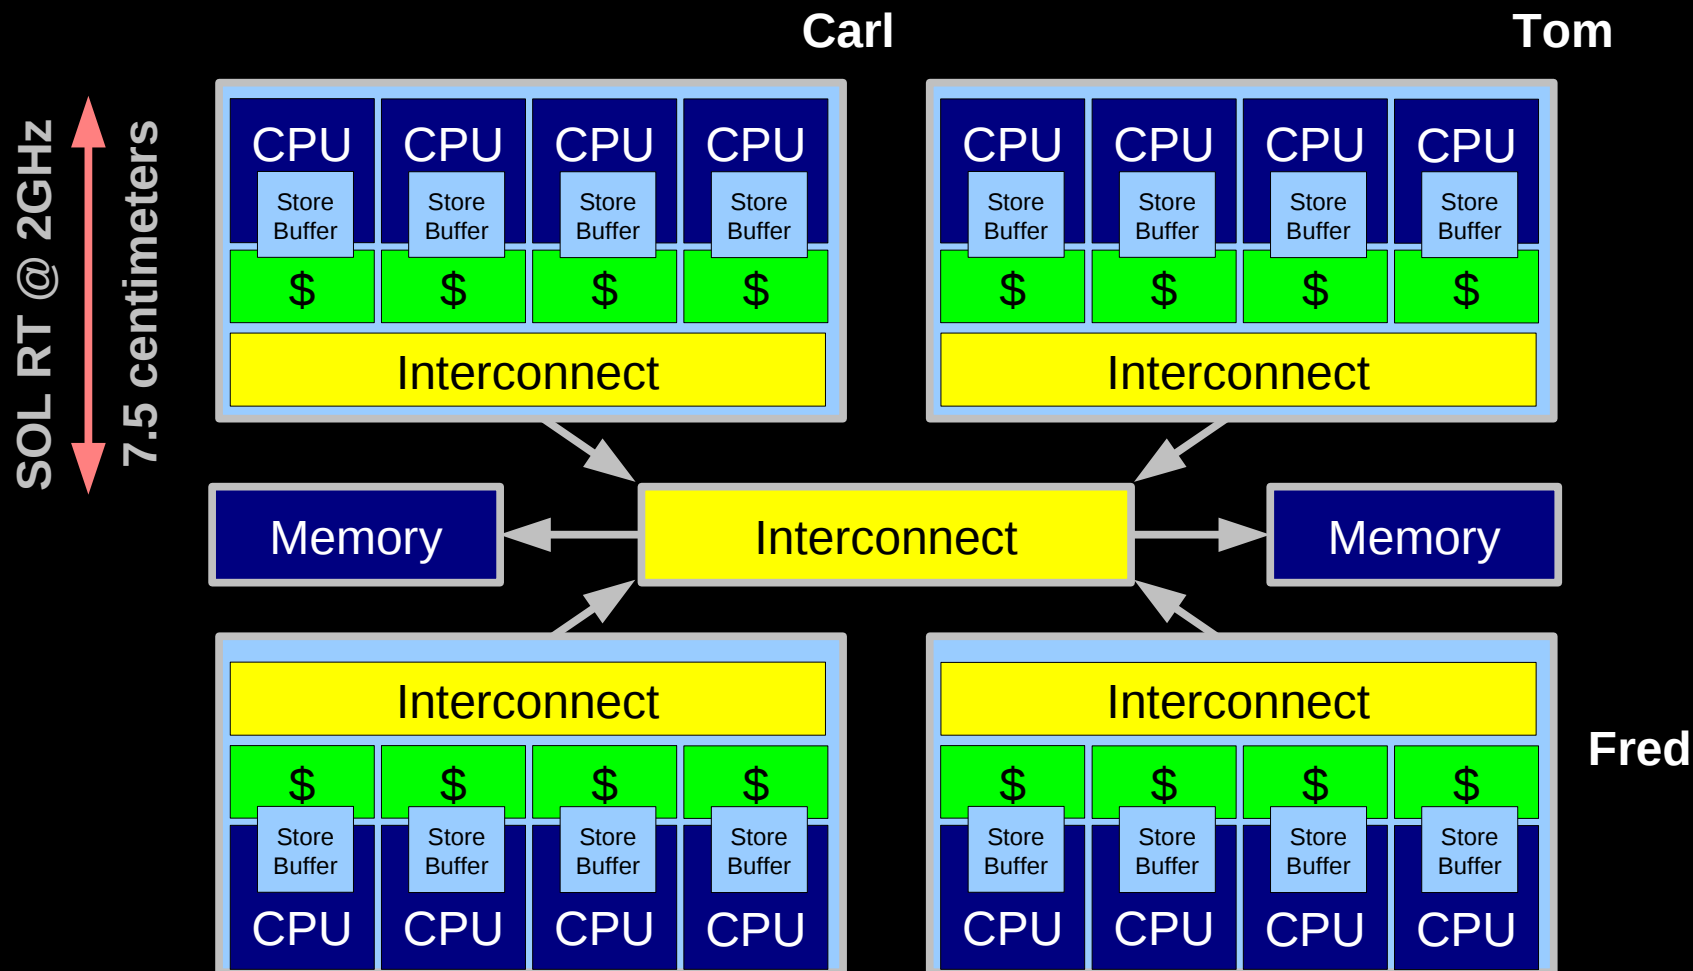 Carl
Tom
SOL RT @ 2GHz
7.5 centimeters
CPU CPU CPU CPU
Store Buffer Store Buffer Store Buffer Store Buffer
$ $ $ $
Interconnect
CPU CPU CPU CPU
Store Buffer Store Buffer Store Buffer Store Buffer
$ $ $ $
Interconnect
Memory
Interconnect
Memory
Interconnect
$ $ $ $
Store Buffer Store Buffer Store Buffer Store Buffer
CPU CPU CPU CPU
Interconnect
$ $ $ $
Store Buffer Store Buffer Store Buffer Store Buffer
CPU CPU CPU CPU
Fred